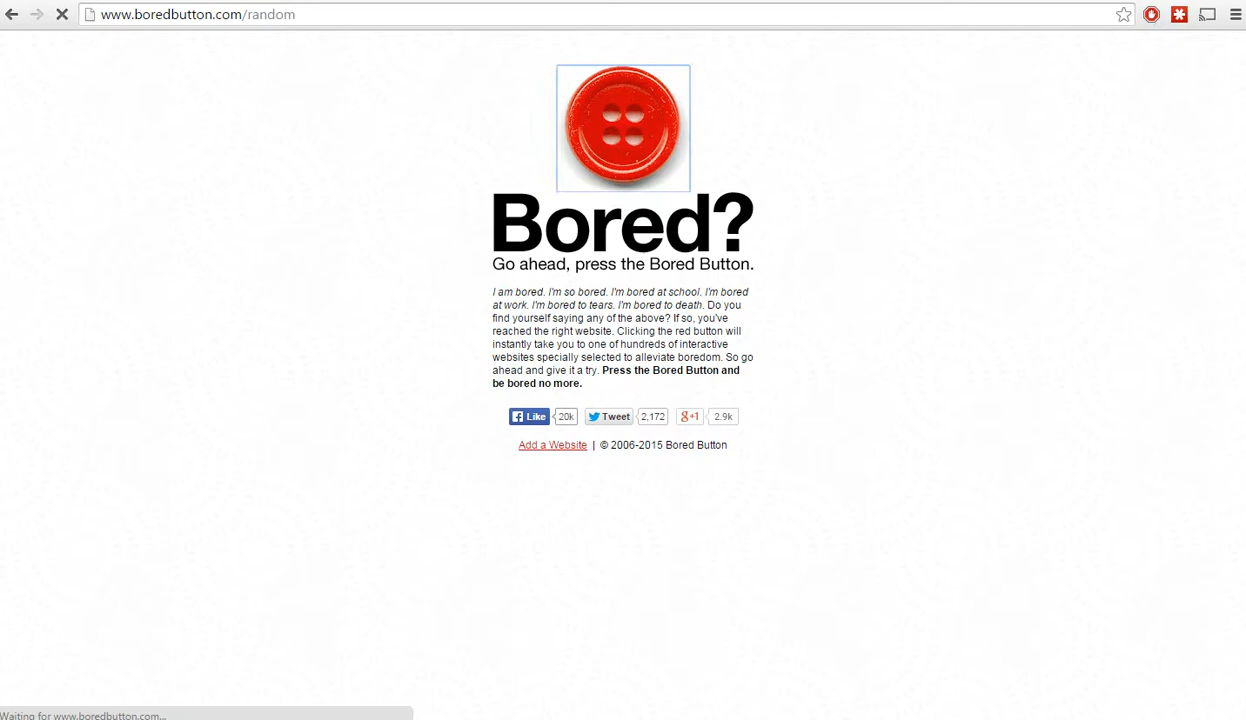 www.boredbutton.com/random
Bored?
Go ahead, press the Bored Button.
I am bored. I'm so bored. I'm bored at school. I'm bored
at work. I'm bored to tears. I'm bored to death. Do you
find yourself saying any of the above? If so, you've
reached the right website. Clicking the red button will
instantly take you to one of hundreds of interactive
websites specially selected to alleviate boredom. So go
ahead and give it a try. Press the Bored Button and
be bored no more.
Like 20k Tweet 2,172 g+1 2.9k
Add a Website | © 2006-2015 Bored Button
Waiting for www.boredbutton.com...